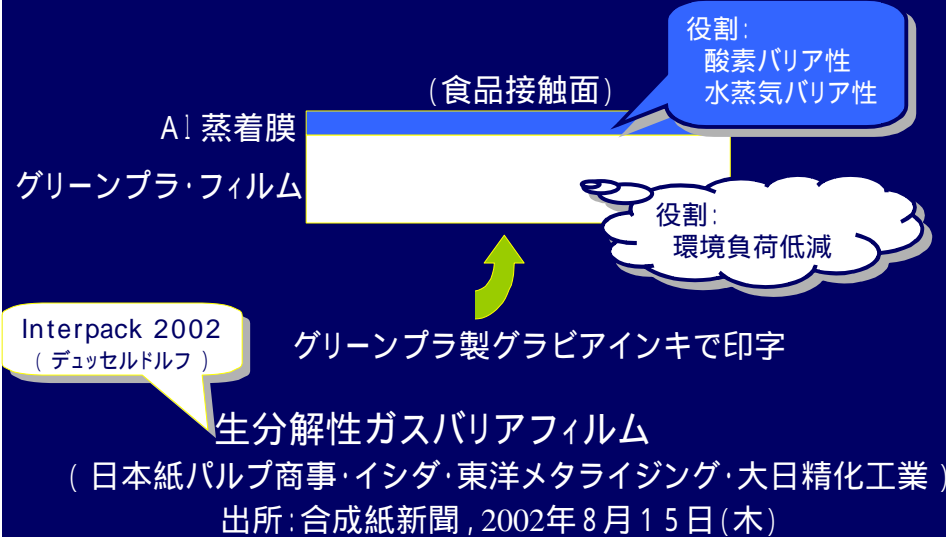 役割:
酸素バリア性
水蒸気バリア性
(食品接触面)
Al蒸着膜
グリーンプラ・フィルム
役割:
環境負荷低減
Interpack 2002
(デュッセルドルフ)
グリーンプラ製グラビアインキで印字
生分解性ガスバリアフィルム
(日本紙パルプ商事・イシダ・東洋メタライジング・大日精化工業)
出所:合成紙新聞,2002年8月15日(木)